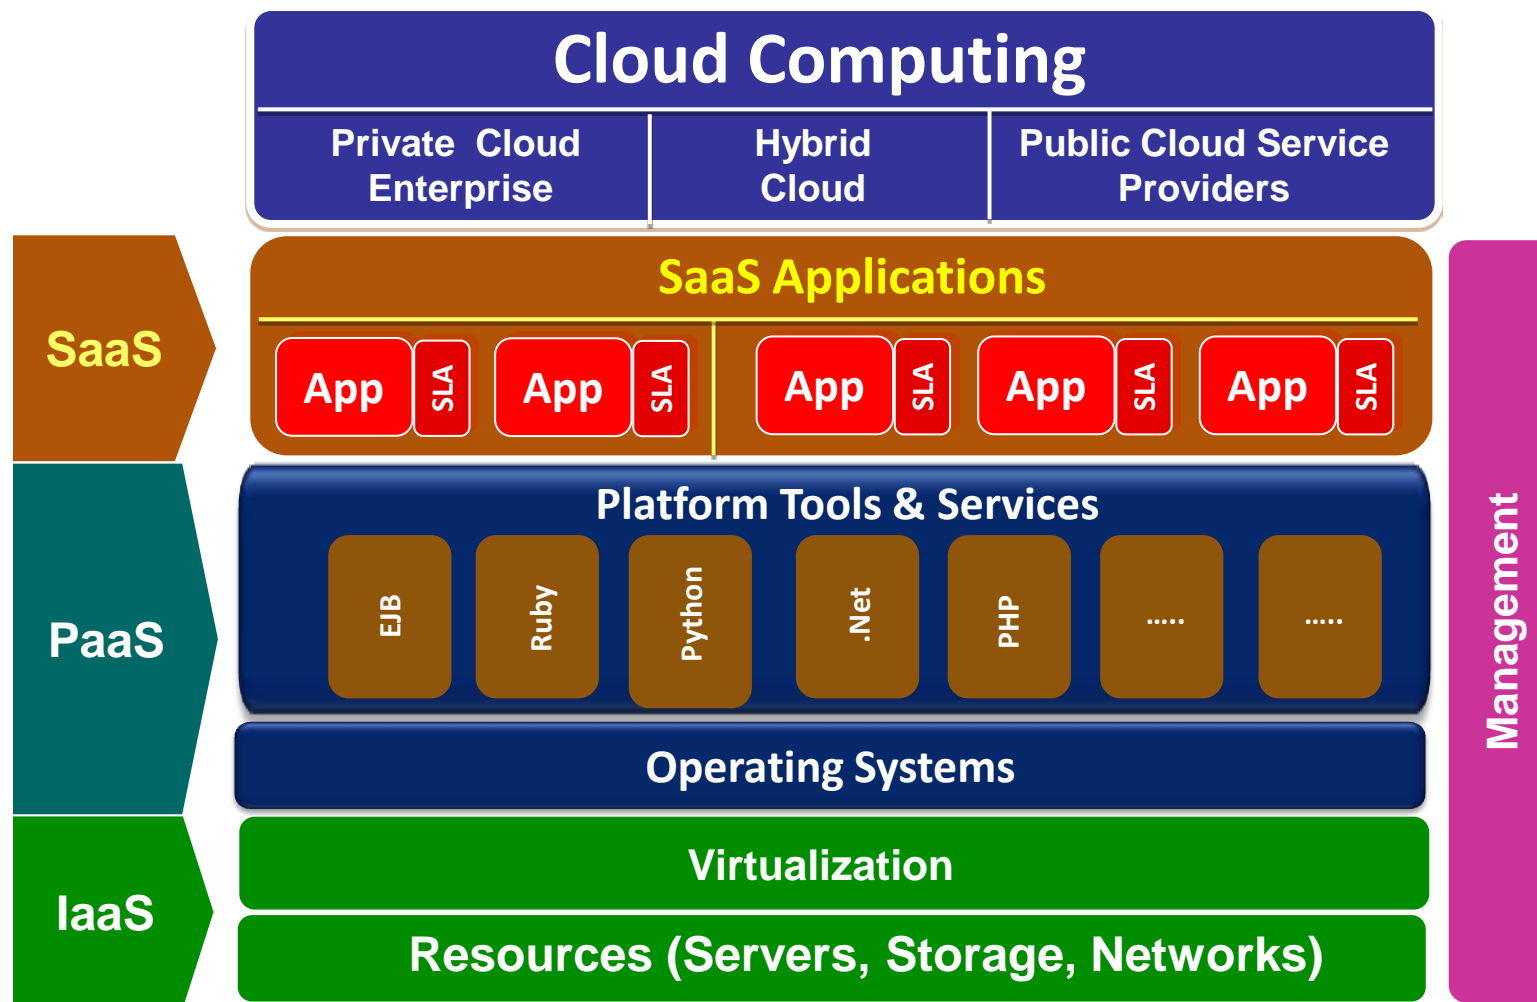 Cloud Computing
Private Cloud
Enterprise
Hybrid
Cloud
Public Cloud Service
Providers
SaaS
SaaS Applications
App
SLA
App
SLA
App
SLA
App
SLA
App
SLA
PaaS
Platform Tools & Services
EJB
Ruby
Python
.Net
PHP
.....
.....
Operating Systems
IaaS
Virtualization
Resources (Servers, Storage, Networks)
Management